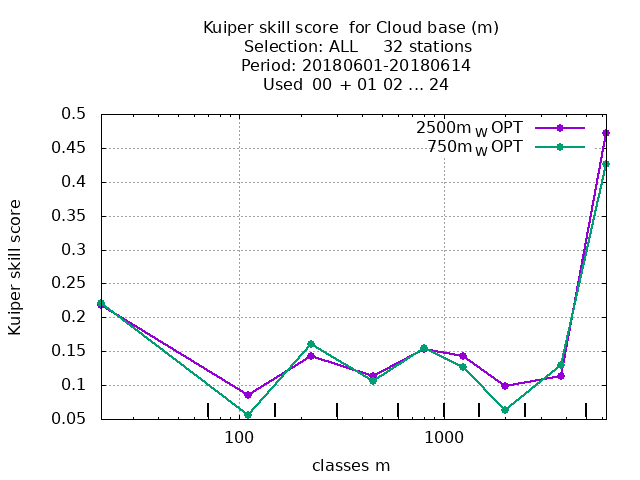 Kuiper skill score  for Cloud base (m)
Selection: ALL     32 stations
Period: 20180601-20180614
Used  00 + 01 02 ... 24
0.5
0.45
0.4
0.35
0.3
0.25
0.2
0.15
0.1
0.05
Kuiper skill score
2500m W OPT
750m W OPT
100
1000
classes m